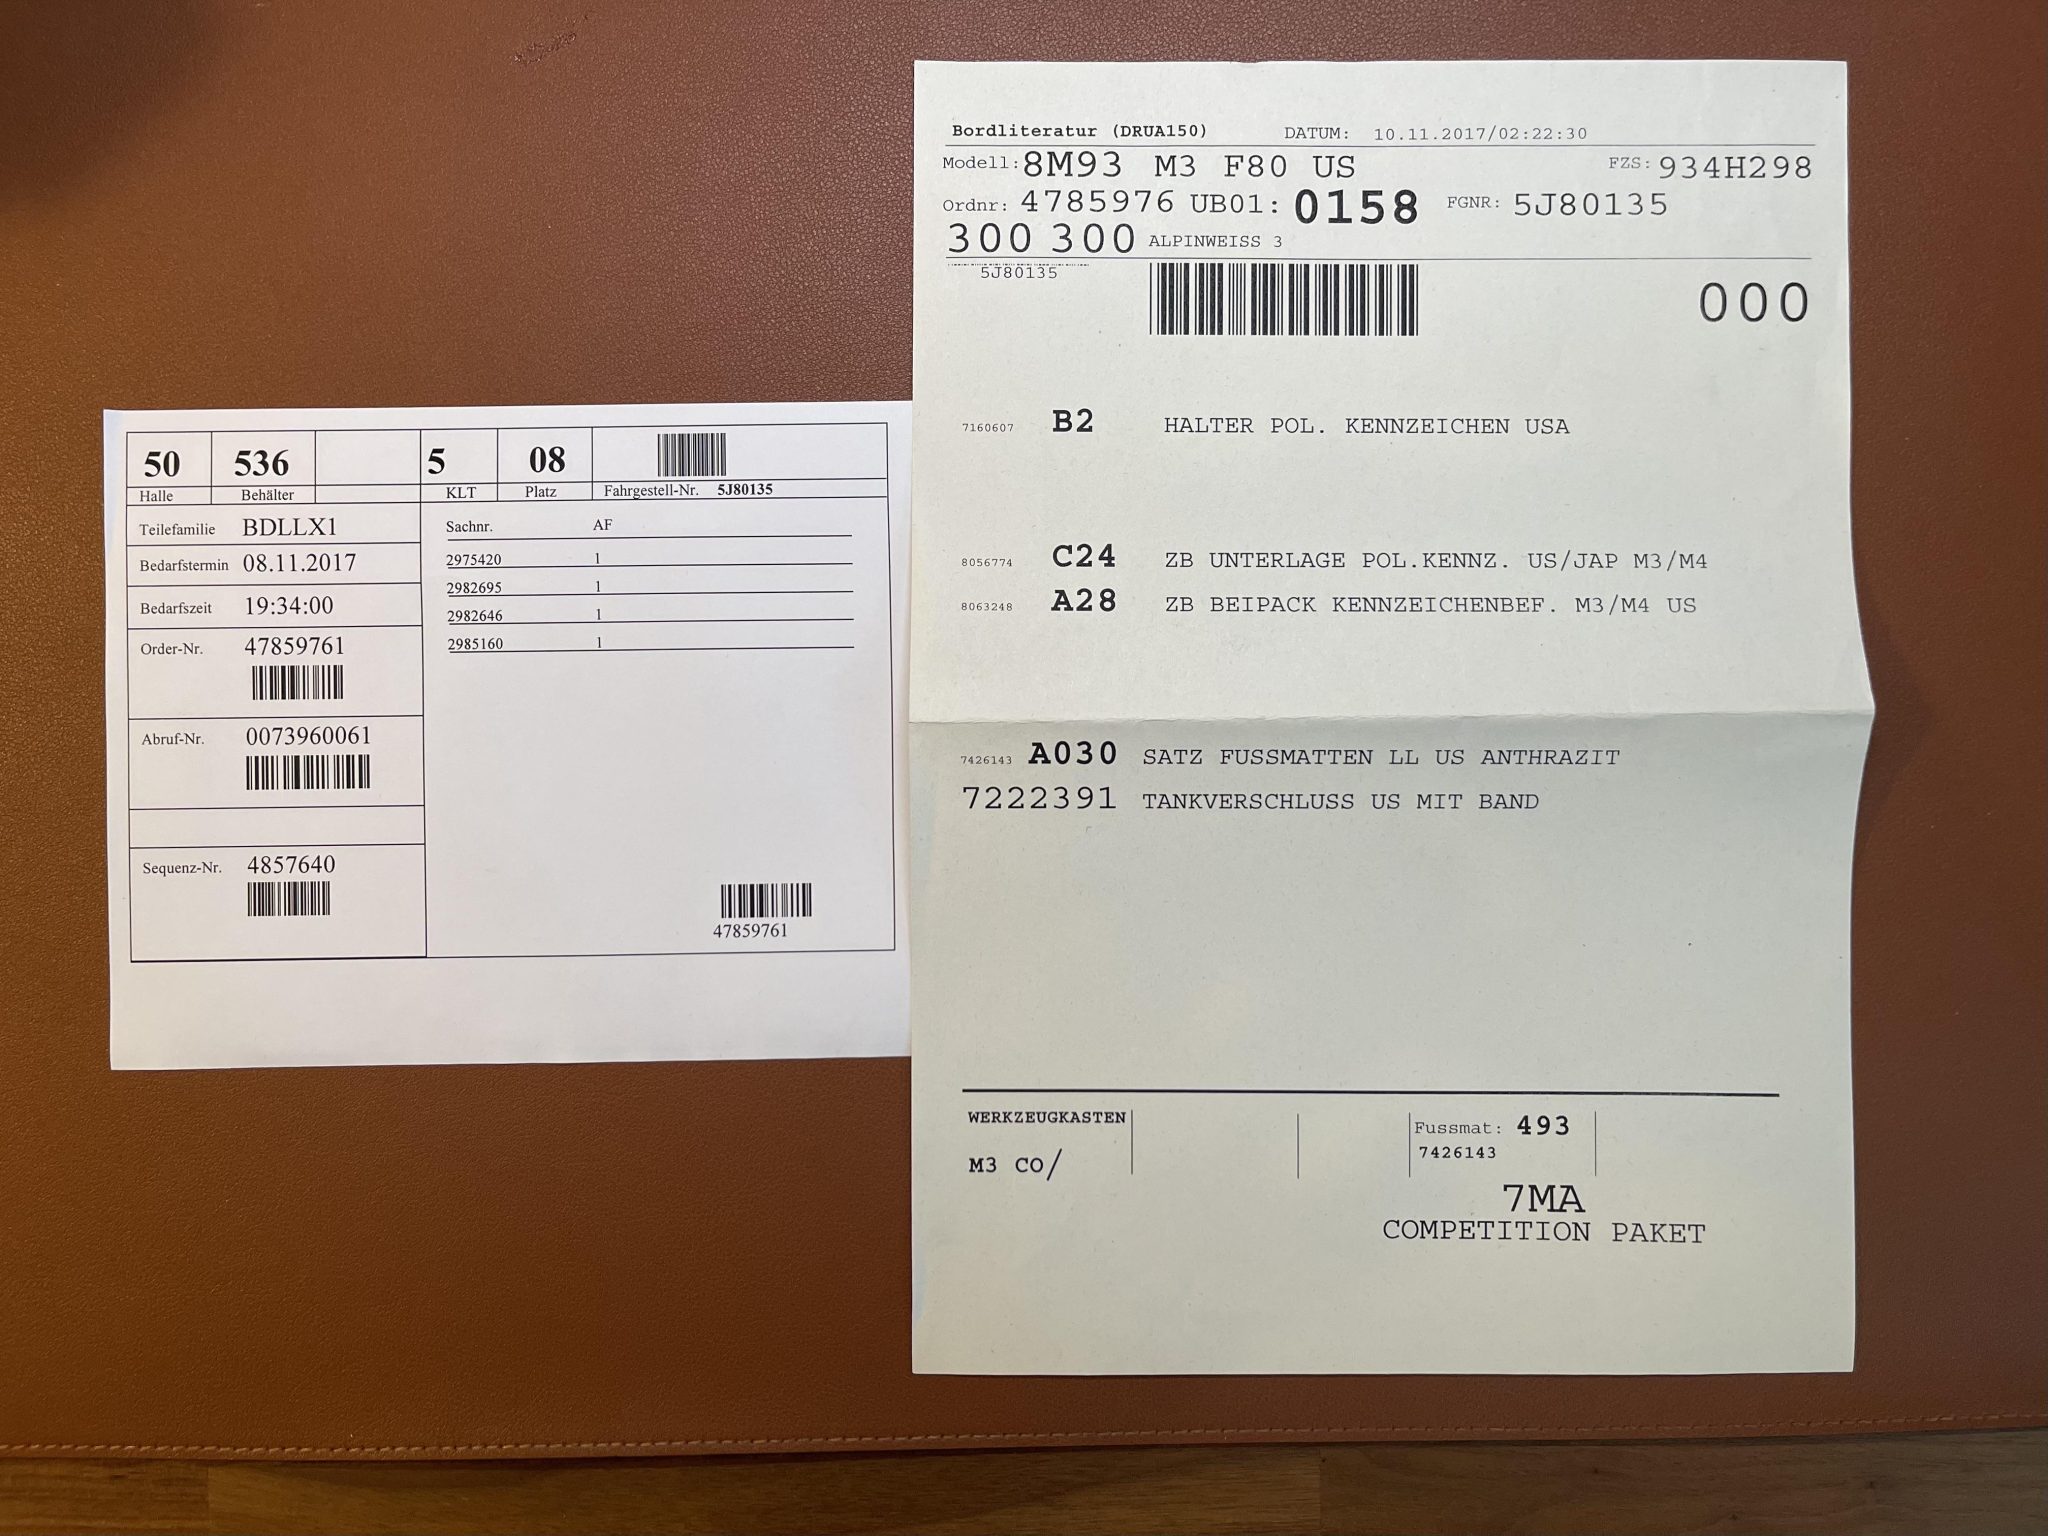 50 536 5 08
Halle Behälter KLT Platz Fahrgestell-Nr. 5J80135
Teilefamilie BDLLX1
Bedarfstermin 08.11.2017
Bedarfszeit 19:34:00
Order-Nr. 47859761
Abruf-Nr. 0073960061
Sequenz-Nr. 4857640
Sachnr. AF
2975420 1
2982695 1
2982646 1
2985160 1
47859761
Bordliteratur (DRUA150) DATUM: 10.11.2017/02:22:30
Modell: 8M93 M3 F80 US FZS: 934H298
Ordnr: 4785976 UB01: 0158 FGNR: 5J80135
300 300 ALPINWEISS 3
5J80135
000
7160607 B2 HALTER POL. KENNZEICHEN USA
8056774 C24 ZB UNTERLAGE POL.KENNZ. US/JAP M3/M4
8063248 A28 ZB BEIPACK KENNZEICHENBEF. M3/M4 US
7426143 A030 SATZ FUSSMATTEN LL US ANTHRAZIT
7222391 TANKVERSCHLUSS US MIT BAND
WERKZEUGKASTEN Fussmat: 493
7426143
M3 CO/
7MA
COMPETITION PAKET